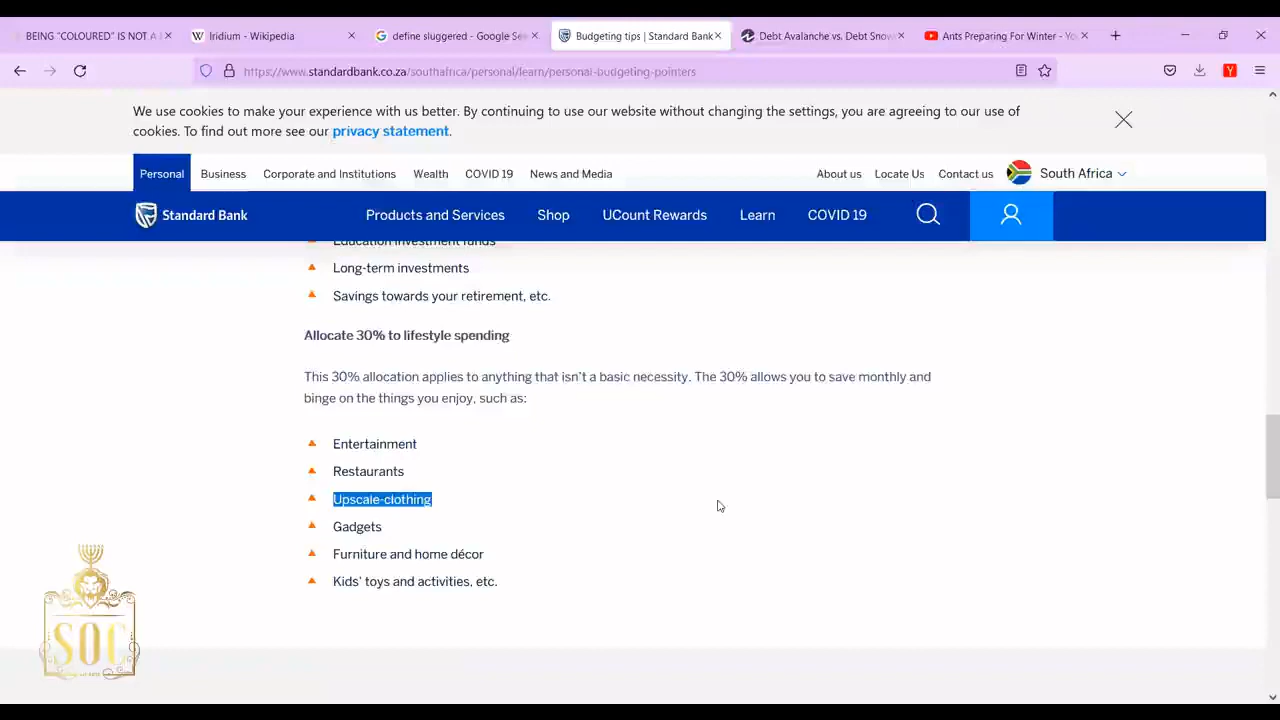 BEING "COLOURED" IS NOT A
Iridium - Wikipedia
define sluggered - Google Se
Budgeting tips | Standard Bank
Debt Avalanche vs. Debt Snow
Ants Preparing For Winter - Yo
https://www.standardbank.co.za/southafrica/personal/learn/personal-budgeting-pointers
We use cookies to make your experience with us better. By continuing to use our website without changing the settings, you are agreeing to our use of
cookies. To find out more see our privacy statement.
Personal Business Corporate and Institutions Wealth COVID 19 News and Media About us Locate Us Contact us South Africa
Standard Bank Products and Services Shop UCount Rewards Learn COVID 19
Education investment funds
Long-term investments
Savings towards your retirement, etc.
Allocate 30% to lifestyle spending
This 30% allocation applies to anything that isn't a basic necessity. The 30% allows you to save monthly and
binge on the things you enjoy, such as:
Entertainment
Restaurants
Upscale-clothing
Gadgets
Furniture and home décor
Kids' toys and activities, etc.
SOC